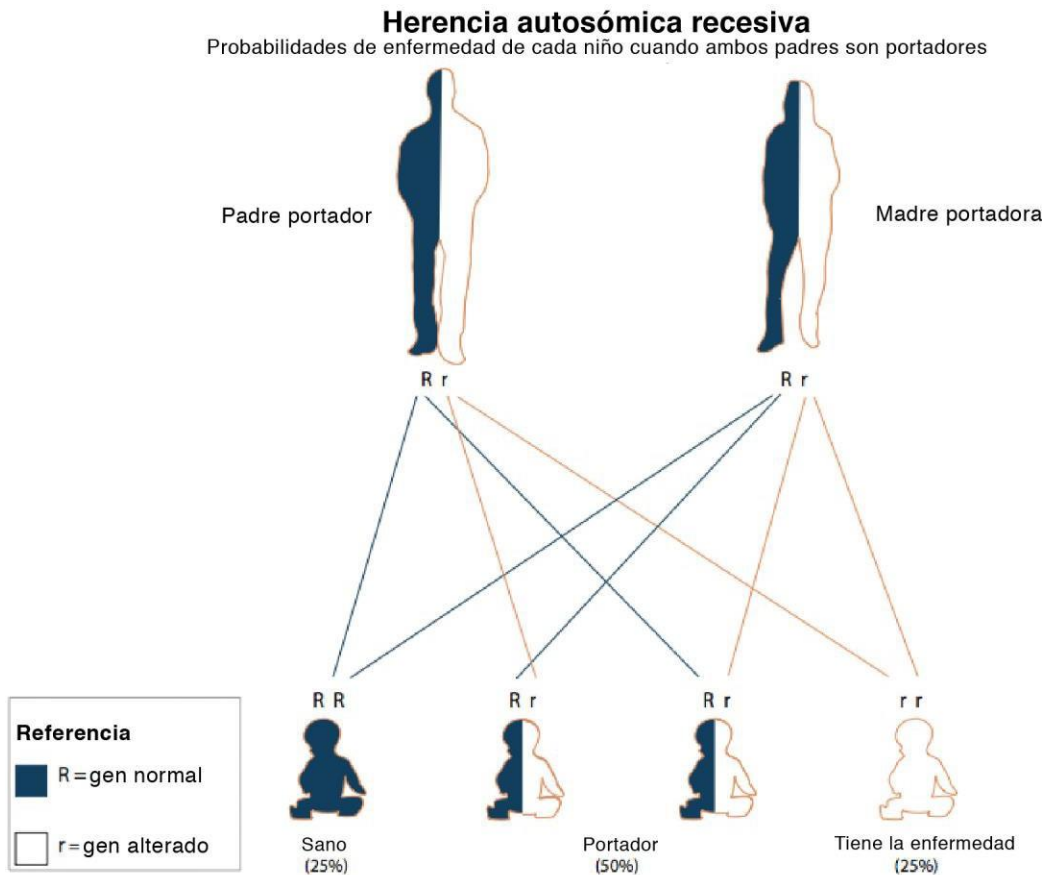 Herencia autosómica recesiva
Probabilidades de enfermedad de cada niño cuando ambos padres son portadores
Padre portador
Madre portadora
R r
R r
R R
R r
R r
r r
Referencia
R=gen normal
r=gen alterado
Sano
(25%)
Portador
(50%)
Tiene la enfermedad
(25%)